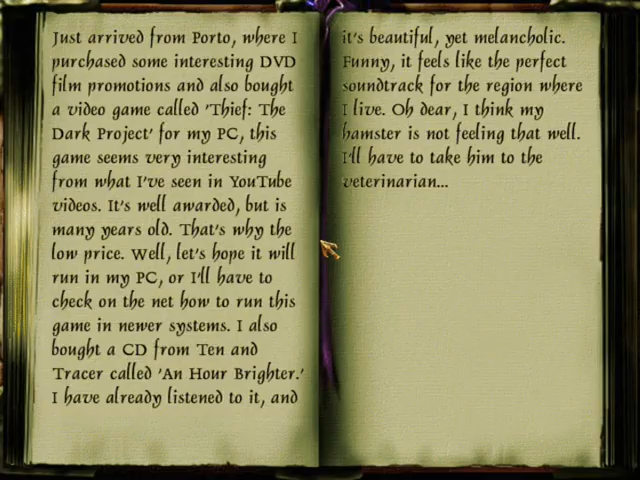 Just arrived from Porto, where I
purchased some interesting DVD
film promotions and also bought
a video game called 'Thief: The
Dark Project' for my PC, this
game seems very interesting
from what I've seen in YouTube
videos. It's well awarded, but is
many years old. That's why the
low price. Well, let's hope it will
run in my PC, or I'll have to
check on the net how to run this
game in newer systems. I also
bought a CD from Ten and
Tracer called 'An Hour Brighter.'
I have already listened to it, and
it's beautiful, yet melancholic.
Funny, it feels like the perfect
soundtrack for the region where
I live. Oh dear, I think my
hamster is not feeling that well.
I'll have to take him to the
veterinarian...